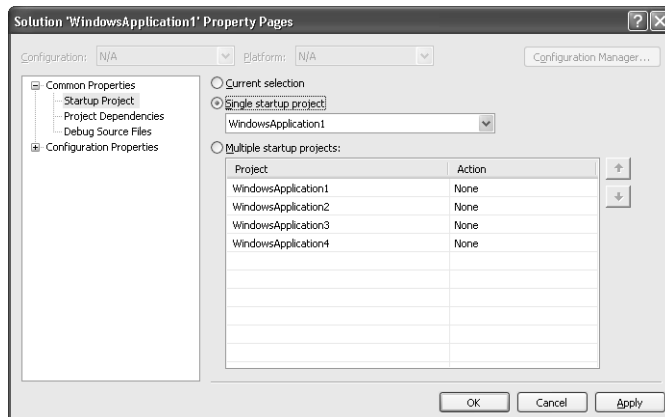 Solution 'WindowsApplication1' Property Pages
Configuration: N/A Platform: N/A Configuration Manager...
Common Properties
Startup Project
Project Dependencies
Debug Source Files
Configuration Properties
Current selection
Single startup project
WindowsApplication1
Multiple startup projects:
Project Action
WindowsApplication1 None
WindowsApplication2 None
WindowsApplication3 None
WindowsApplication4 None
OK Cancel Apply